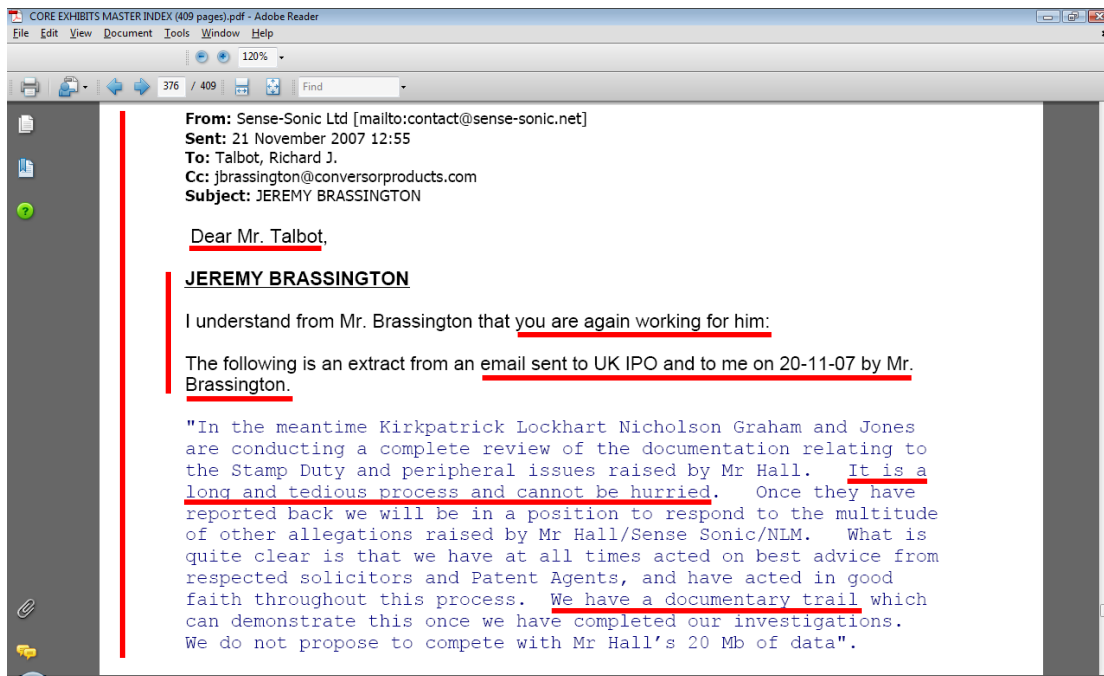 CORE EXHIBITS MASTER INDEX (409 pages).pdf - Adobe Reader
File Edit View Document Tools Window Help
120%
376 / 409 Find
From: Sense-Sonic Ltd [mailto:contact@sense-sonic.net]
Sent: 21 November 2007 12:55
To: Talbot, Richard J.
Cc: jbrassington@conversorproducts.com
Subject: JEREMY BRASSINGTON
Dear Mr. Talbot,
JEREMY BRASSINGTON
I understand from Mr. Brassington that you are again working for him:
The following is an extract from an email sent to UK IPO and to me on 20-11-07 by Mr.
Brassington.
"In the meantime Kirkpatrick Lockhart Nicholson Graham and Jones
are conducting a complete review of the documentation relating to
the Stamp Duty and peripheral issues raised by Mr Hall. It is a
long and tedious process and cannot be hurried. Once they have
reported back we will be in a position to respond to the multitude
of other allegations raised by Mr Hall/Sense Sonic/NLM. What is
quite clear is that we have at all times acted on best advice from
respected solicitors and Patent Agents, and have acted in good
faith throughout this process. We have a documentary trail which
can demonstrate this once we have completed our investigations.
We do not propose to compete with Mr Hall's 20 Mb of data".